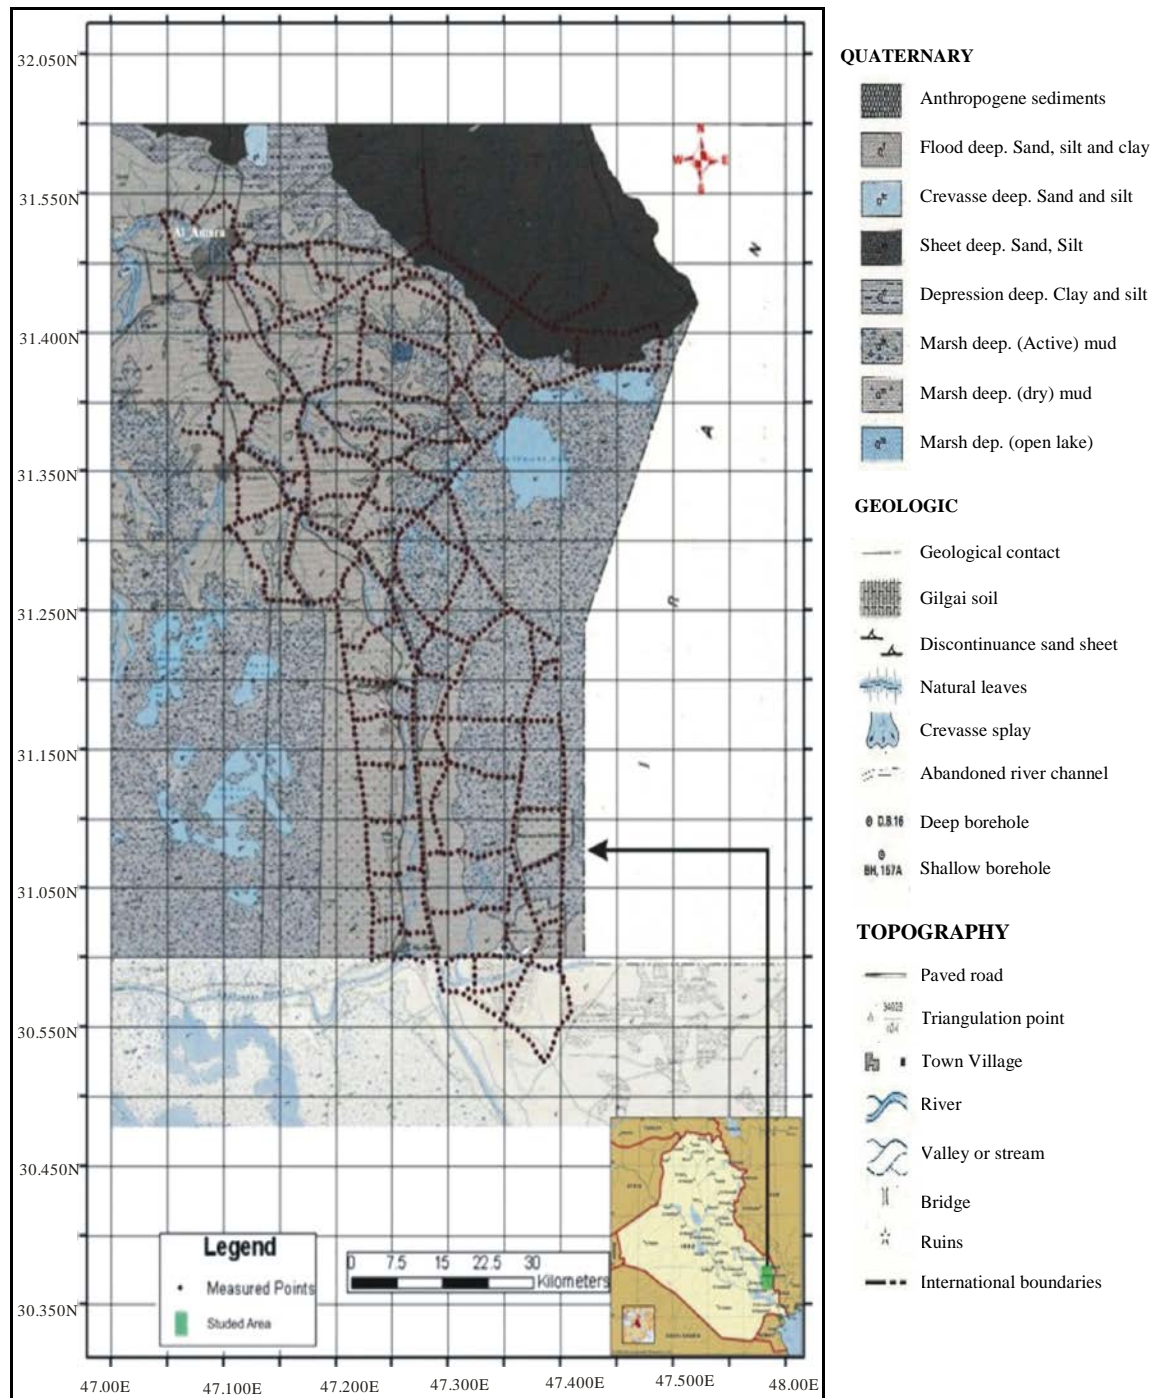 32.050N
31.550N
31.400N
31.350N
31.250N
31.150N
31.050N
30.550N
30.450N
30.350N
47.00E
47.100E
47.200E
47.300E
47.400E
47.500E
48.00E
N
W E
S
Al Amara
I R A N
Legend
Measured Points
Studed Area
0 7.5 15 22.5 30
Kilometers
QUATERNARY
Anthropogene sediments
Flood deep. Sand, silt and clay
Crevasse deep. Sand and silt
Sheet deep. Sand, Silt
Depression deep. Clay and silt
Marsh deep. (Active) mud
Marsh deep. (dry) mud
Marsh dep. (open lake)
GEOLOGIC
Geological contact
Gilgai soil
Discontinuance sand sheet
Natural leaves
Crevasse splay
Abandoned river channel
D.B.16 Deep borehole
BH, 157A Shallow borehole
TOPOGRAPHY
Paved road
Triangulation point
Town Village
River
Valley or stream
Bridge
Ruins
International boundaries